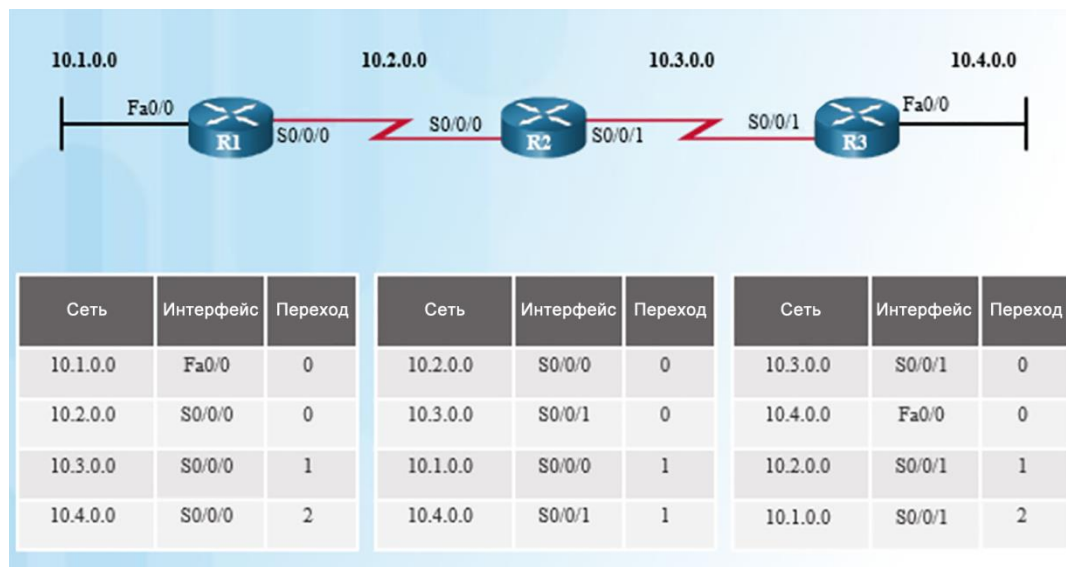 10.1.0.0 10.2.0.0 10.3.0.0 10.4.0.0
Fa0/0 S0/0/0 S0/0/0 S0/0/1 S0/0/1 Fa0/0
R1 R2 R3
Сеть Интерфейс Переход Сеть Интерфейс Переход Сеть Интерфейс Переход
10.1.0.0 Fa0/0 0 10.2.0.0 S0/0/0 0 10.3.0.0 S0/0/1 0
10.2.0.0 S0/0/0 0 10.3.0.0 S0/0/1 0 10.4.0.0 Fa0/0 0
10.3.0.0 S0/0/0 1 10.1.0.0 S0/0/0 1 10.2.0.0 S0/0/1 1
10.4.0.0 S0/0/0 2 10.4.0.0 S0/0/1 1 10.1.0.0 S0/0/1 2